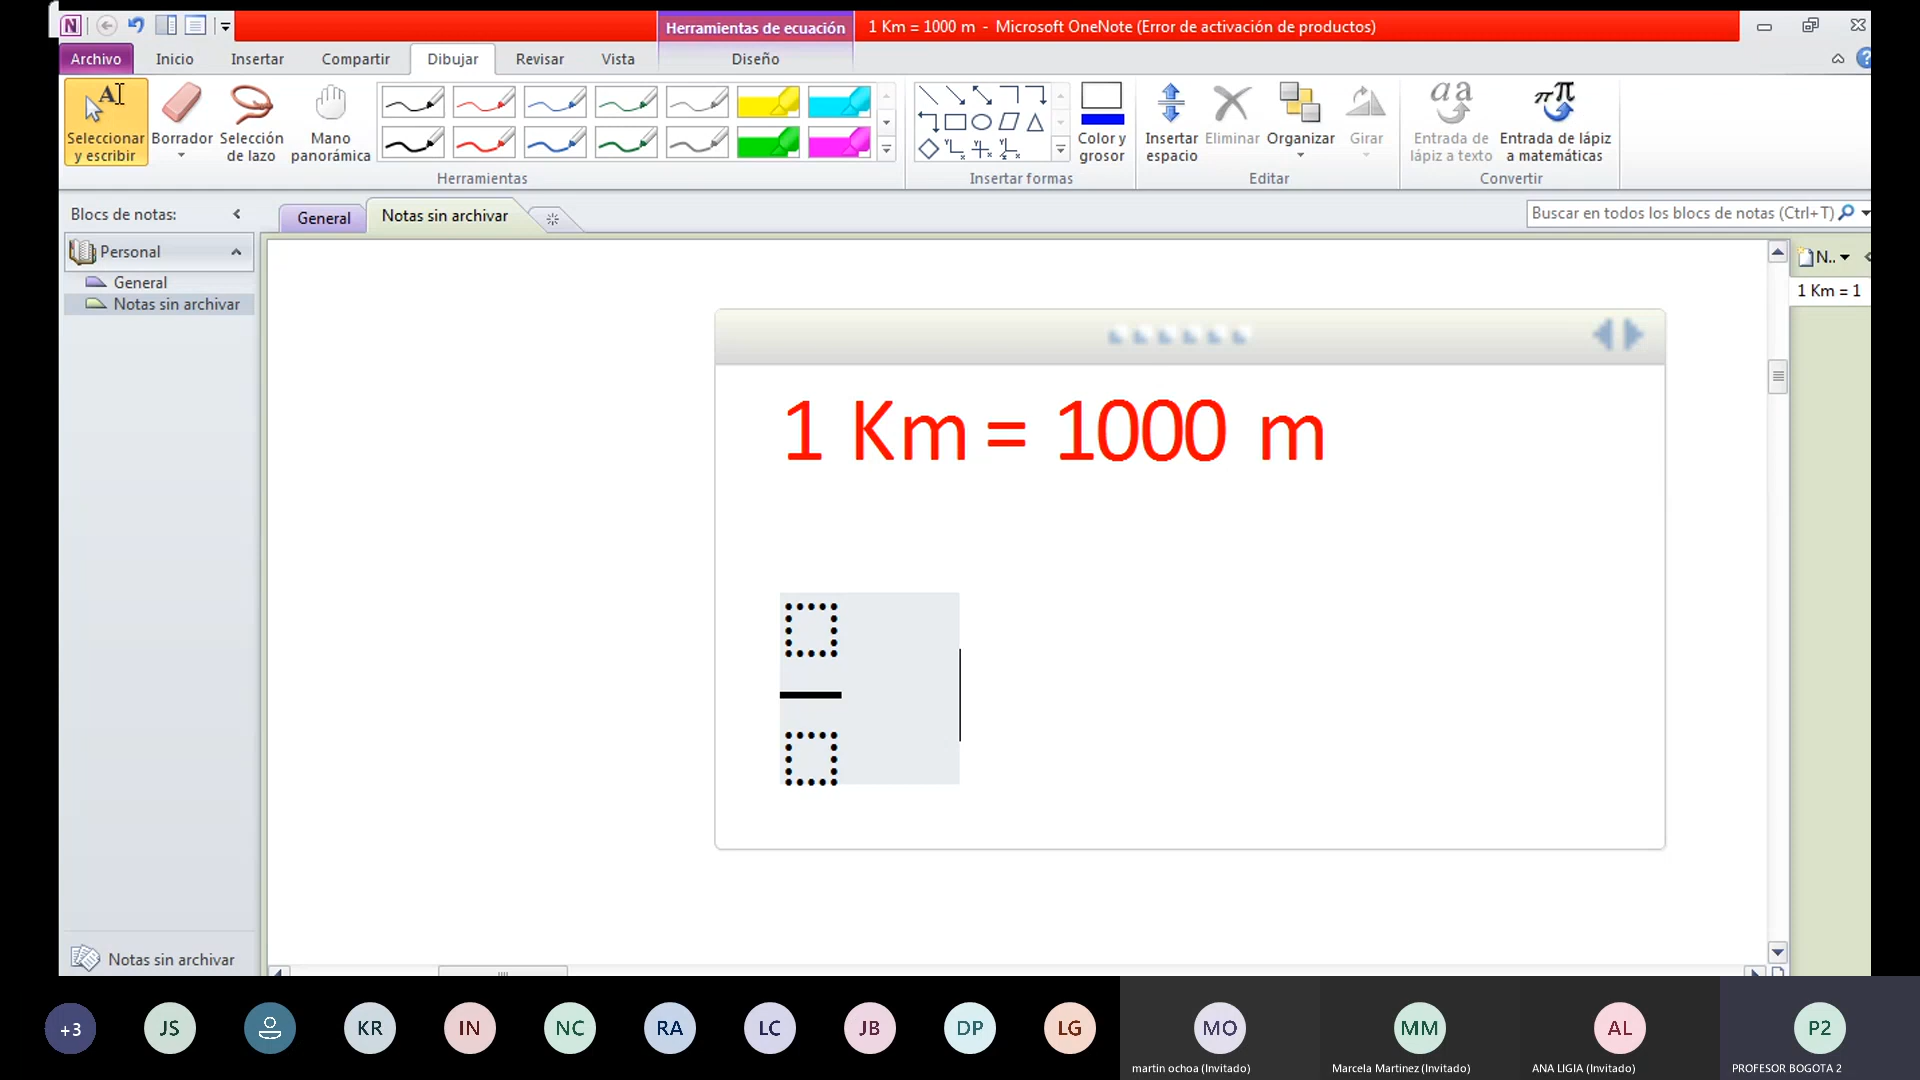 1 Km = 1000 m - Microsoft OneNote (Error de activación de productos)
Herramientas de ecuación
Archivo Inicio Insertar Compartir Dibujar Revisar Vista Diseño
Seleccionar y escribir
Borrador
Selección de lazo
Mano panorámica
Herramientas
Insertar formas
Color y grosor
Insertar espacio
Eliminar
Organizar
Girar
Editar
Entrada de lápiz a texto
Entrada de lápiz a matemáticas
Convertir
Blocs de notas:
General
Notas sin archivar
Buscar en todos los blocs de notas (Ctrl+T)
Personal
General
Notas sin archivar
N..
1 Km = 1
1 Km = 1000 m
Notas sin archivar
+3 JS KR IN NC RA LC JB DP LG MO MM AL P2
martin ochoa (Invitado)
Marcela Martinez (Invitado)
ANA LIGIA (Invitado)
PROFESOR BOGOTA 2